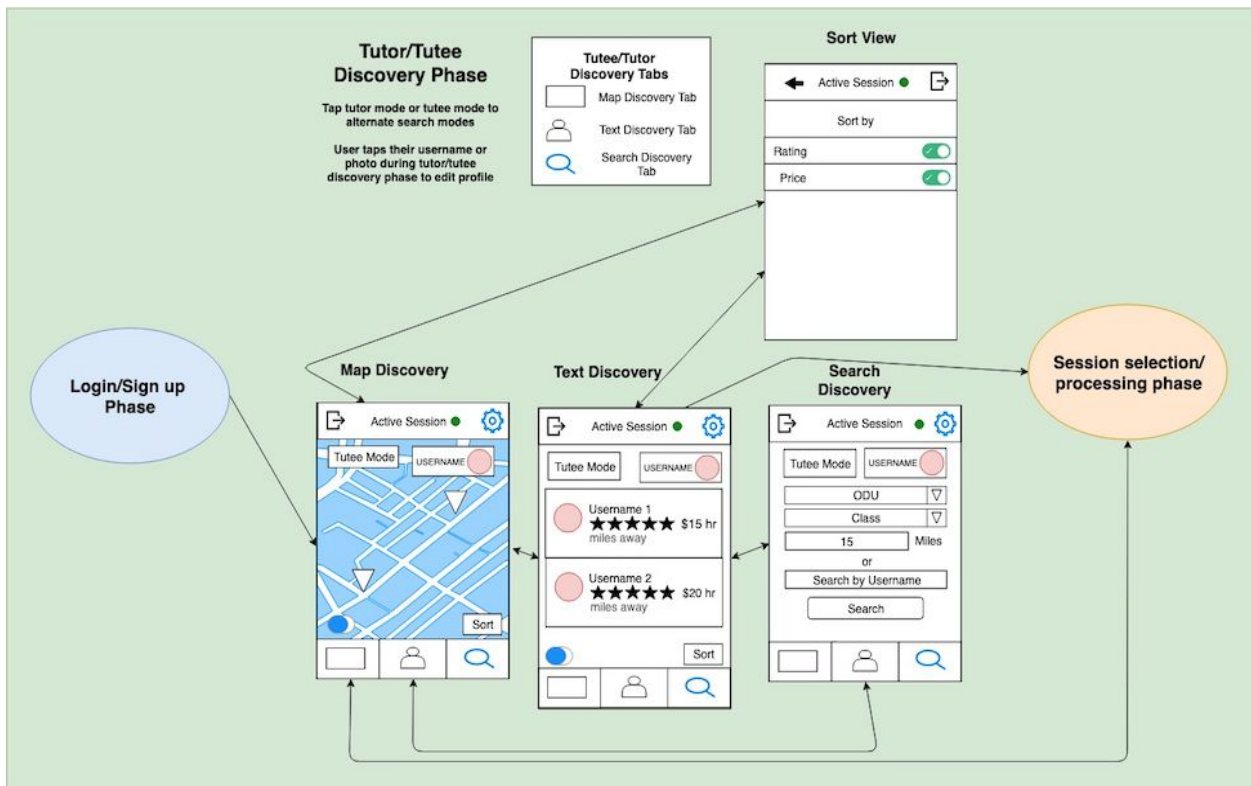 Tutor/Tutee
Discovery Phase
Tap tutor mode or tutee mode to
alternate search modes
User taps their username or
photo during tutor/tutee
discovery phase to edit profile
Tutee/Tutor
Discovery Tabs
Map Discovery Tab
Text Discovery Tab
Search Discovery
Tab
Sort View
Active Session
Sort by
Rating
Price
Login/Sign up
Phase
Session selection/
processing phase
Map Discovery
Active Session
Tutee Mode
USERNAME
Sort
Text Discovery
Active Session
Tutee Mode
USERNAME
Username 1
★★★★★ $15 hr
miles away
Username 2
★★★★★ $20 hr
miles away
Sort
Search
Discovery
Active Session
Tutee Mode
USERNAME
ODU
Class
15 Miles
or
Search by Username
Search